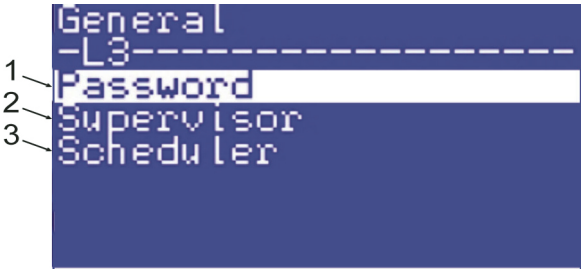 General
-L3------------------
1 Password
2 Supervisor
3 Scheduler